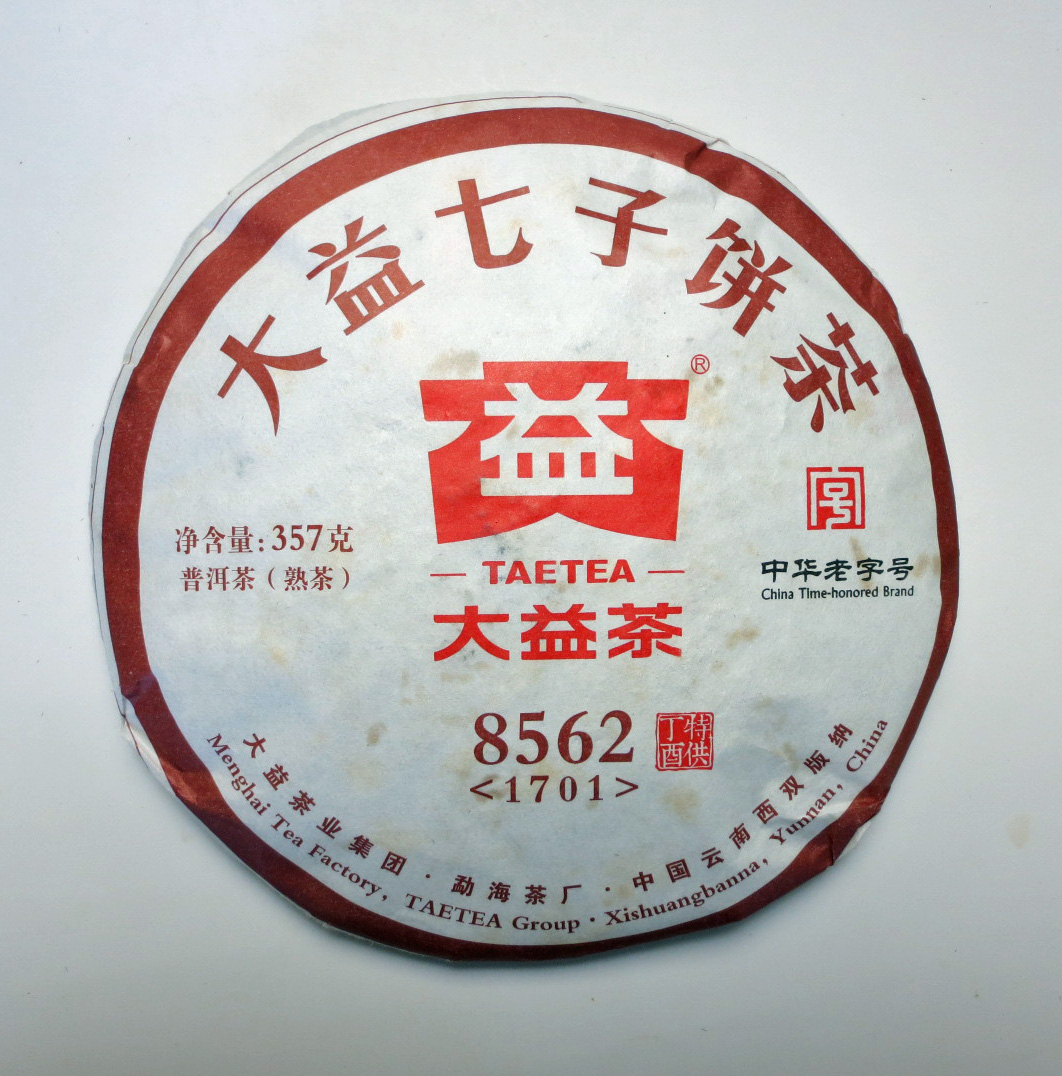 大益七子饼茶
益
®
号
净含量:357克
普洱茶（熟茶）
TAETEA
大益茶
中华老字号
China Time-honored Brand
8562
<1701>
特供
丁酉
大益茶业集团·勐海茶厂·中国云南西双版纳
Menghai Tea Factory, TAETEA Group·Xishuangbanna, Yunnan, China